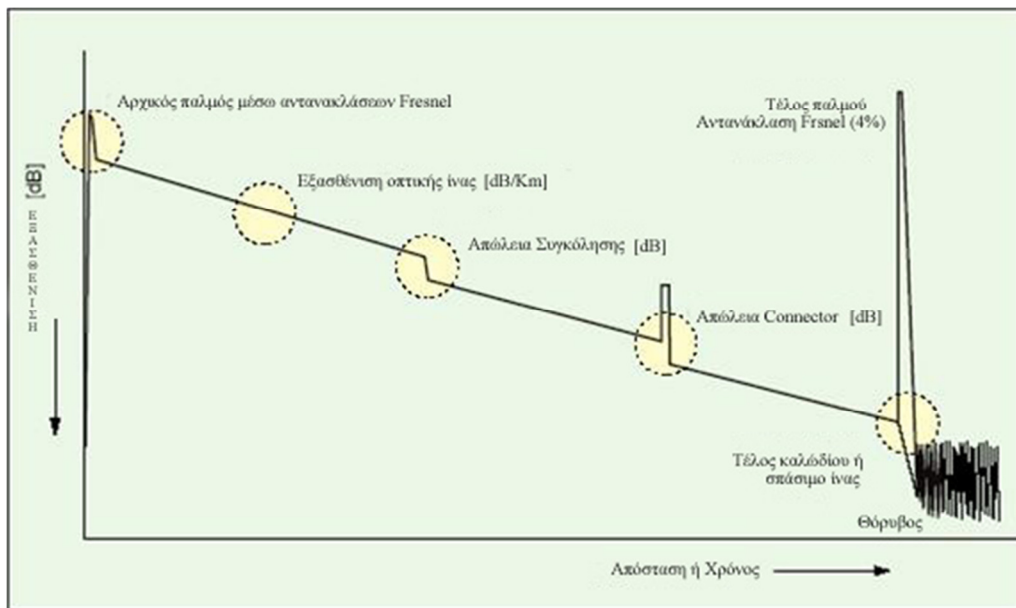 Αρχικός παλμός μέσω αντανακλάσεων Fresnel
Τέλος παλμού
Αντανάκλαση Frsnel (4%)
[dB]
ΕΞΑΣΘΕΝΙΣΗ
Εξασθένιση οπτικής ίνας [dB/Km]
Απώλεια Συγκόλησης [dB]
Απώλεια Connector [dB]
Τέλος καλώδίου ή
σπάσιμο ίνας
Θόρυβος
Απόσταση ή Χρόνος